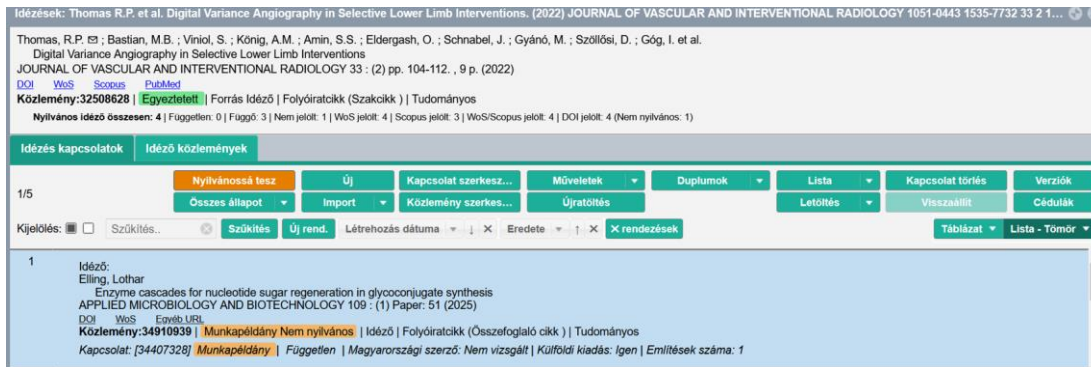 Idézések: Thomas R.P. et al. Digital Variance Angiography in Selective Lower Limb Interventions. (2022) JOURNAL OF VASCULAR AND INTERVENTIONAL RADIOLOGY 1051-0443 1535-7732 33 2 1...
Thomas, R.P. ; Bastian, M.B. ; Viniol, S. ; König, A.M. ; Amin, S.S. ; Eldergash, O. ; Schnabel, J. ; Gyánó, M. ; Szöllősi, D. ; Góg, I. et al.
Digital Variance Angiography in Selective Lower Limb Interventions
JOURNAL OF VASCULAR AND INTERVENTIONAL RADIOLOGY 33 : (2) pp. 104-112. , 9 p. (2022)
DOI WoS Scopus PubMed
Közlemény:32508628 | Egyeztetett | Forrás Idéző | Folyóiratcikk (Szakcikk ) | Tudományos
Nyilvános idéző összesen: 4 | Független: 0 | Függő: 3 | Nem jelölt: 1 | WoS jelölt: 4 | Scopus jelölt: 3 | WoS/Scopus jelölt: 4 | DOI jelölt: 4 (Nem nyilvános: 1)
Idézés kapcsolatok Idéző közlemények
1/5 Nyilvánossá tesz Új Kapcsolat szerkesz... Műveletek Duplumok Lista Kapcsolat törlés Verziók
Összes állapot Import Közlemény szerkes... Újratöltés Letöltés Visszaállít Cédulák
Kijelölés: Szűkítés.. Szűkítés Új rend. Létrehozás dátuma ↓ X Eredete ↑ X X rendezések Táblázat Lista - Tömör
1 Idéző:
Elling, Lothar
Enzyme cascades for nucleotide sugar regeneration in glycoconjugate synthesis
APPLIED MICROBIOLOGY AND BIOTECHNOLOGY 109 : (1) Paper: 51 (2025)
DOI WoS Egyéb URL
Közlemény:34910939 | Munkapéldány Nem nyilvános | Idéző | Folyóiratcikk (Összefoglaló cikk ) | Tudományos
Kapcsolat: [34407328] Munkapéldány | Független | Magyarországi szerző: Nem vizsgált | Külföldi kiadás: Igen | Említések száma: 1